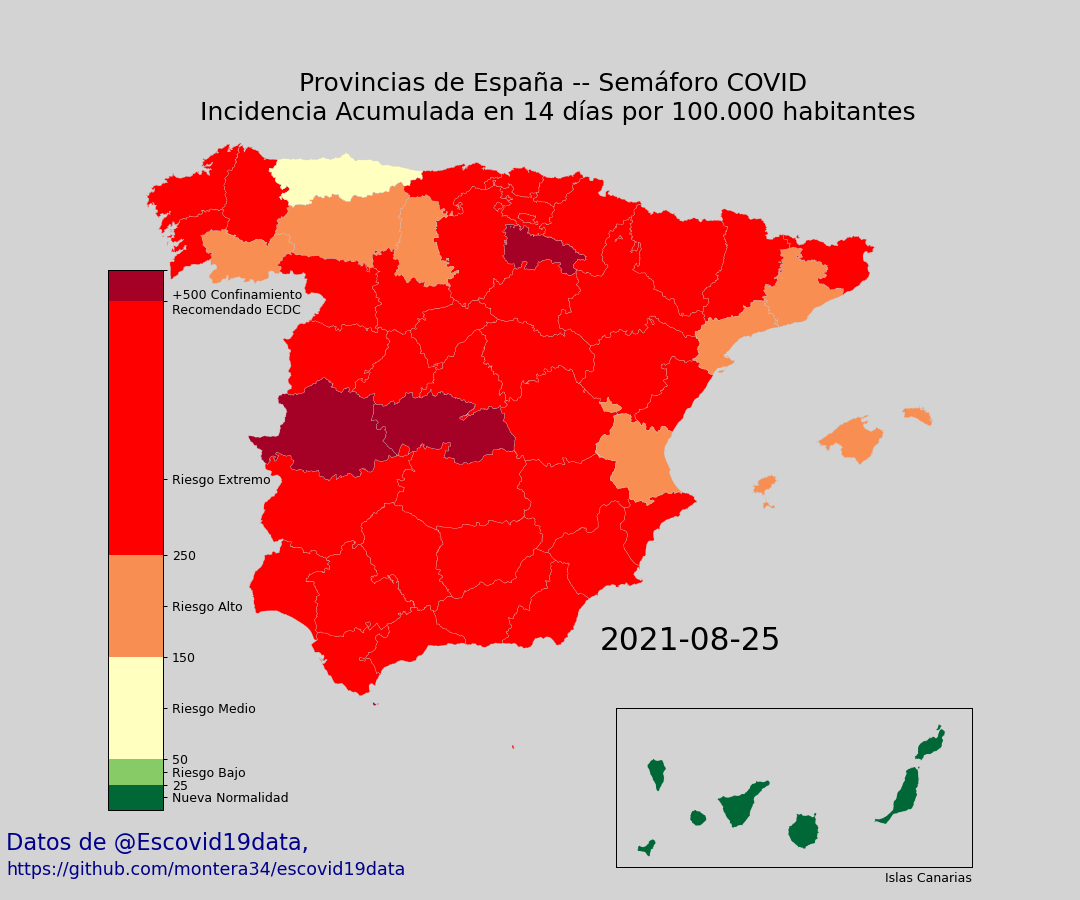 Provincias de España -- Semáforo COVID
Incidencia Acumulada en 14 días por 100.000 habitantes
+500 Confinamiento
Recomendado ECDC
Riesgo Extremo
250
Riesgo Alto
150
Riesgo Medio
50
Riesgo Bajo
25
Nueva Normalidad
2021-08-25
Islas Canarias
Datos de @Escovid19data,
https://github.com/montera34/escovid19data